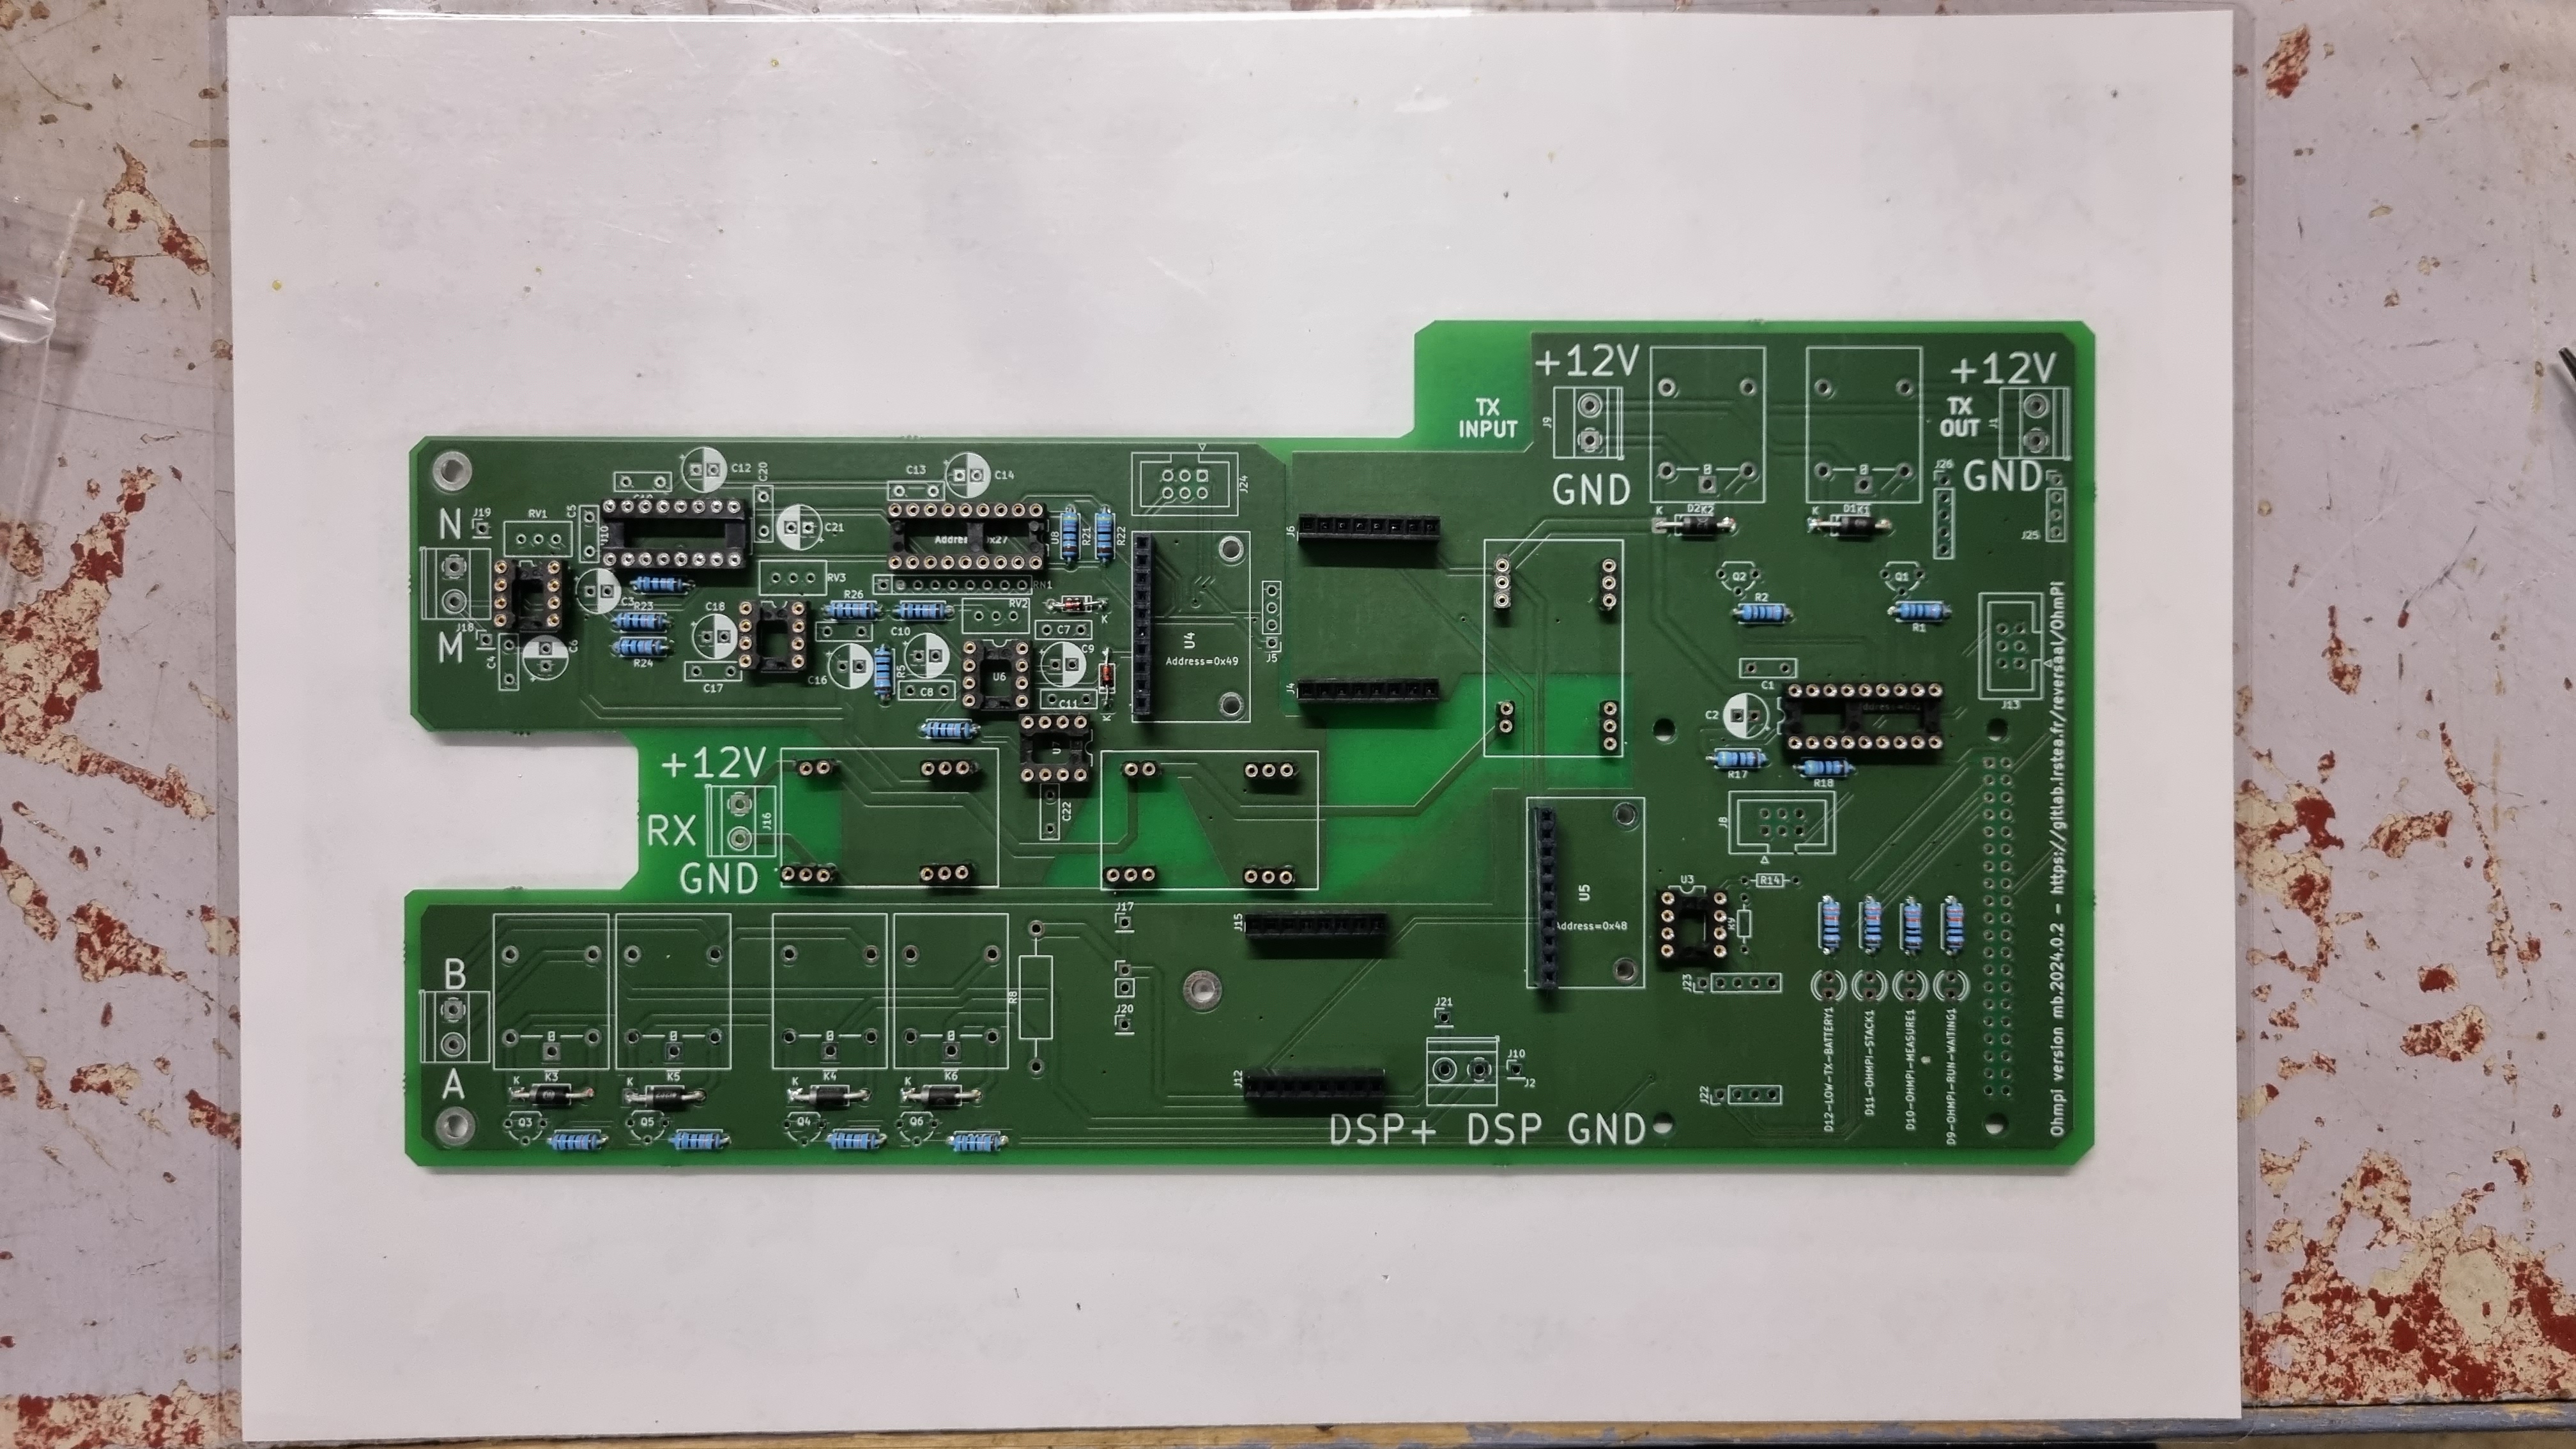 Ohmpi version mb.2024.0.2 - https://gitlab.irstea.fr/reversaal/OhmPi
D9-OHMPI-RUN-WAITING1
D10-OHMPI-MEASURE1
D11-OHMPI-STACK1
D12-LOW-TX-BATTERY1
J22
GND DSP
DSP+
J2
J10
J21
J12
J20
J17
R8
Q6
Q4
Q5
Q3
K
K
K
K
K6
K4
K5
K3
A
B
J23
U3
R14
J8
Address=0x48
U5
J15
GND
RX
J16
+12V
R18
R17
C2
C1
J13
R1
R2
Q1
Q2
J25
J26
D1K1
K
D2K2
K
GND
GND
J1
TX
OUT
+12V
J9
+12V
TX
INPUT
J4
J6
J5
Address=0x49
U4
J24
C22
U7
K
C11
C9
C7
K
U6
C8
R5
C10
C16
RV2
RN1
R26
RV3
C17
C18
R24
R23
R22
R21
U8
C14
C13
C21
C20
C12
C5
RV1
J19
C4
J18
M
N